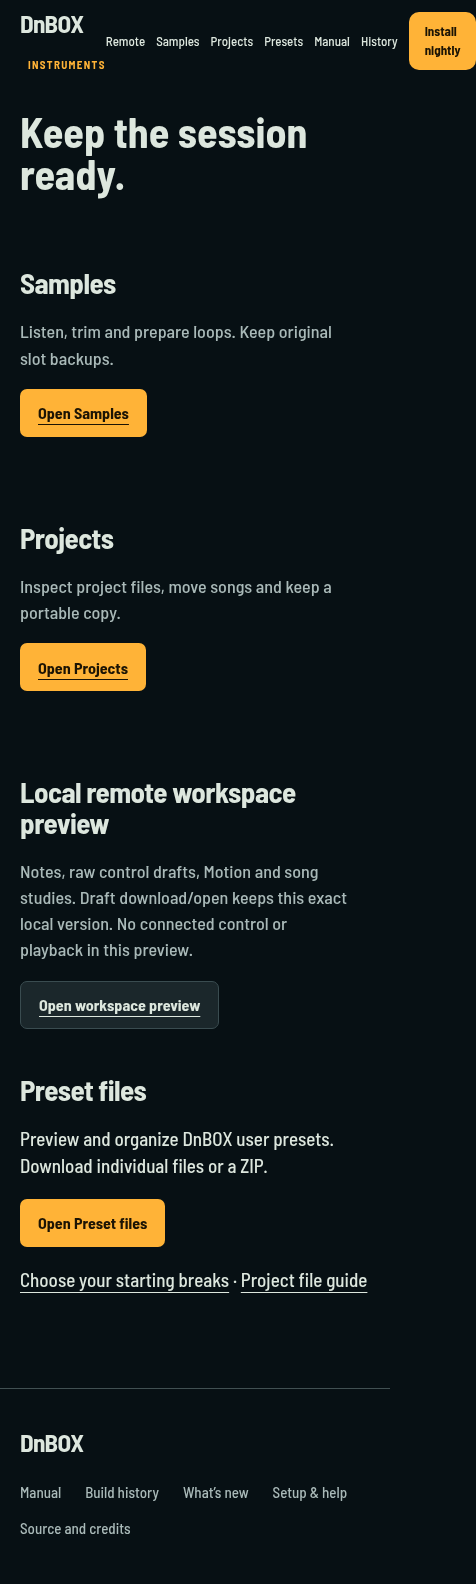 DnBOX
INSTRUMENTS
Remote Samples Projects Presets Manual History
Install
nightly
Keep the session
ready.
Samples
Listen, trim and prepare loops. Keep original
slot backups.
Open Samples
Projects
Inspect project files, move songs and keep a
portable copy.
Open Projects
Local remote workspace
preview
Notes, raw control drafts, Motion and song
studies. Draft download/open keeps this exact
local version. No connected control or
playback in this preview.
Open workspace preview
Preset files
Preview and organize DnBOX user presets.
Download individual files or a ZIP.
Open Preset files
Choose your starting breaks · Project file guide
DnBOX
Manual Build history What’s new Setup & help
Source and credits